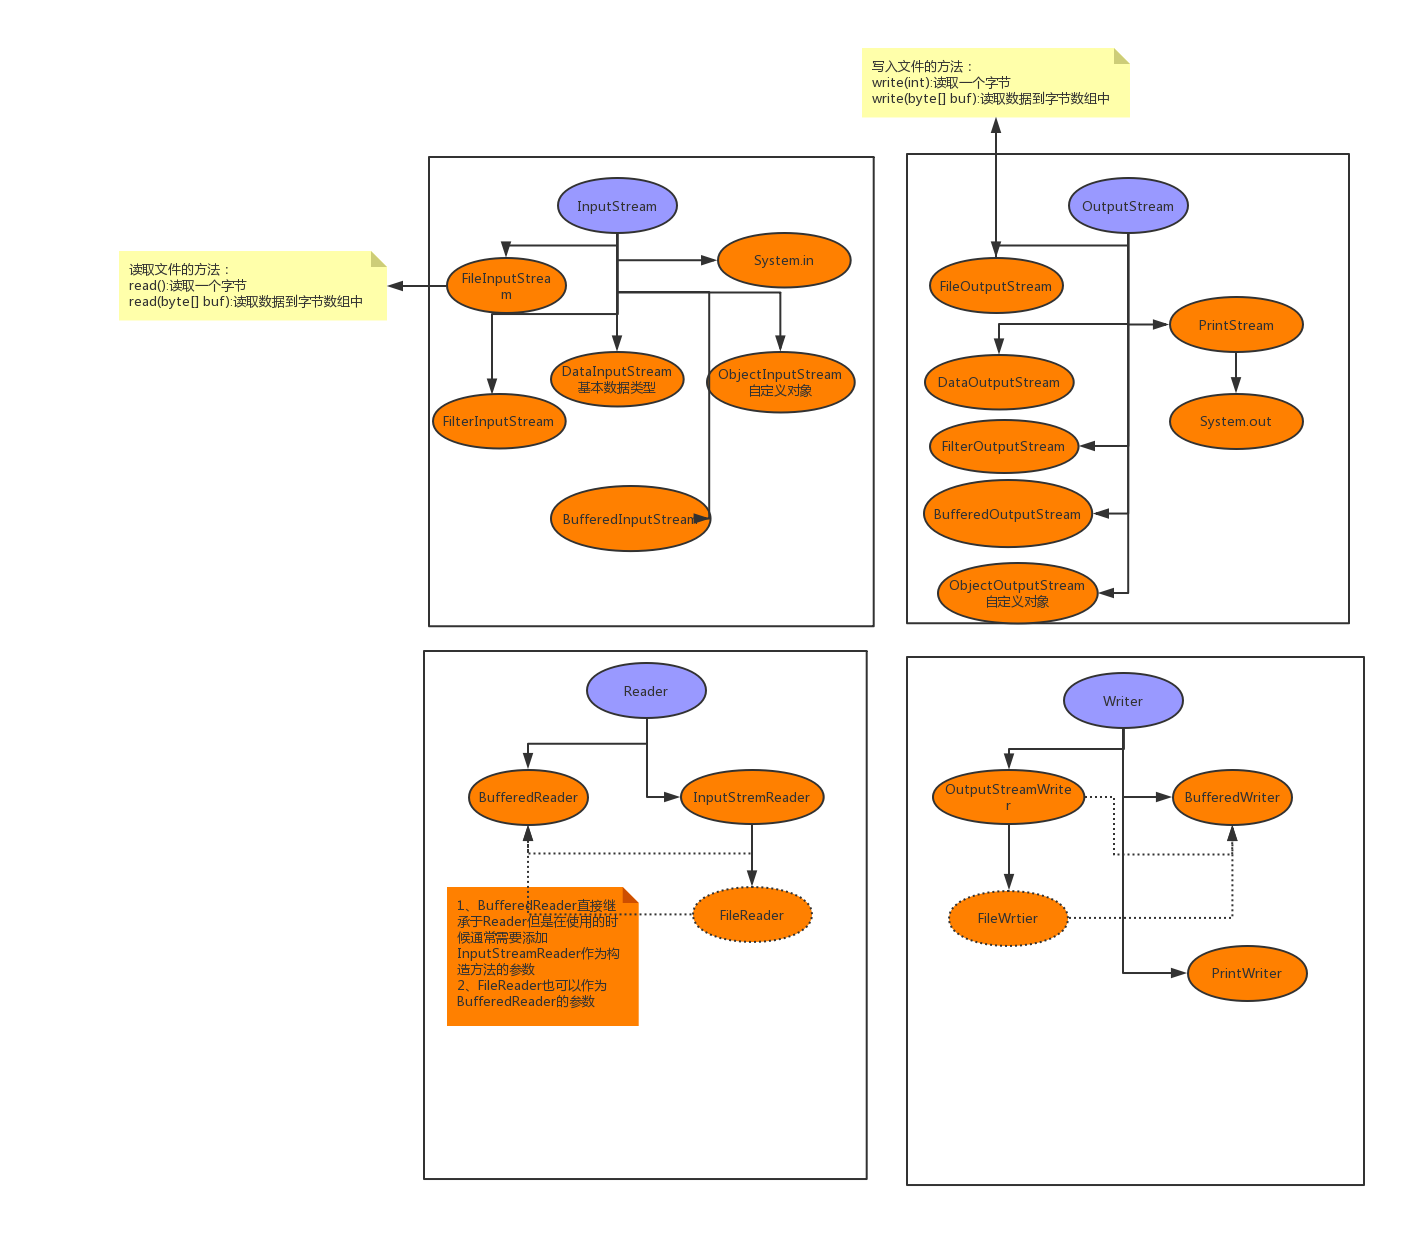 写入文件的方法：
write(int):读取一个字节
write(byte[] buf):读取数据到字节数组中
读取文件的方法：
read():读取一个字节
read(byte[] buf):读取数据到字节数组中
InputStream
FileInputStrea
m
System.in
DataInputStream
基本数据类型
ObjectInputStream
自定义对象
FilterInputStream
BufferedInputStream
OutputStream
FileOutputStream
PrintStream
DataOutputStream
System.out
FilterOutputStream
BufferedOutputStream
ObjectOutputStream
自定义对象
Reader
BufferedReader
InputStremReader
FileReader
1、BufferedReader直接继
承于Reader但是在使用的时
候通常需要添加
InputStreamReader作为构
造方法的参数
2、FileReader也可以作为
BufferedReader的参数
Writer
OutputStreamWrite
r
BufferedWriter
FileWrtier
PrintWriter